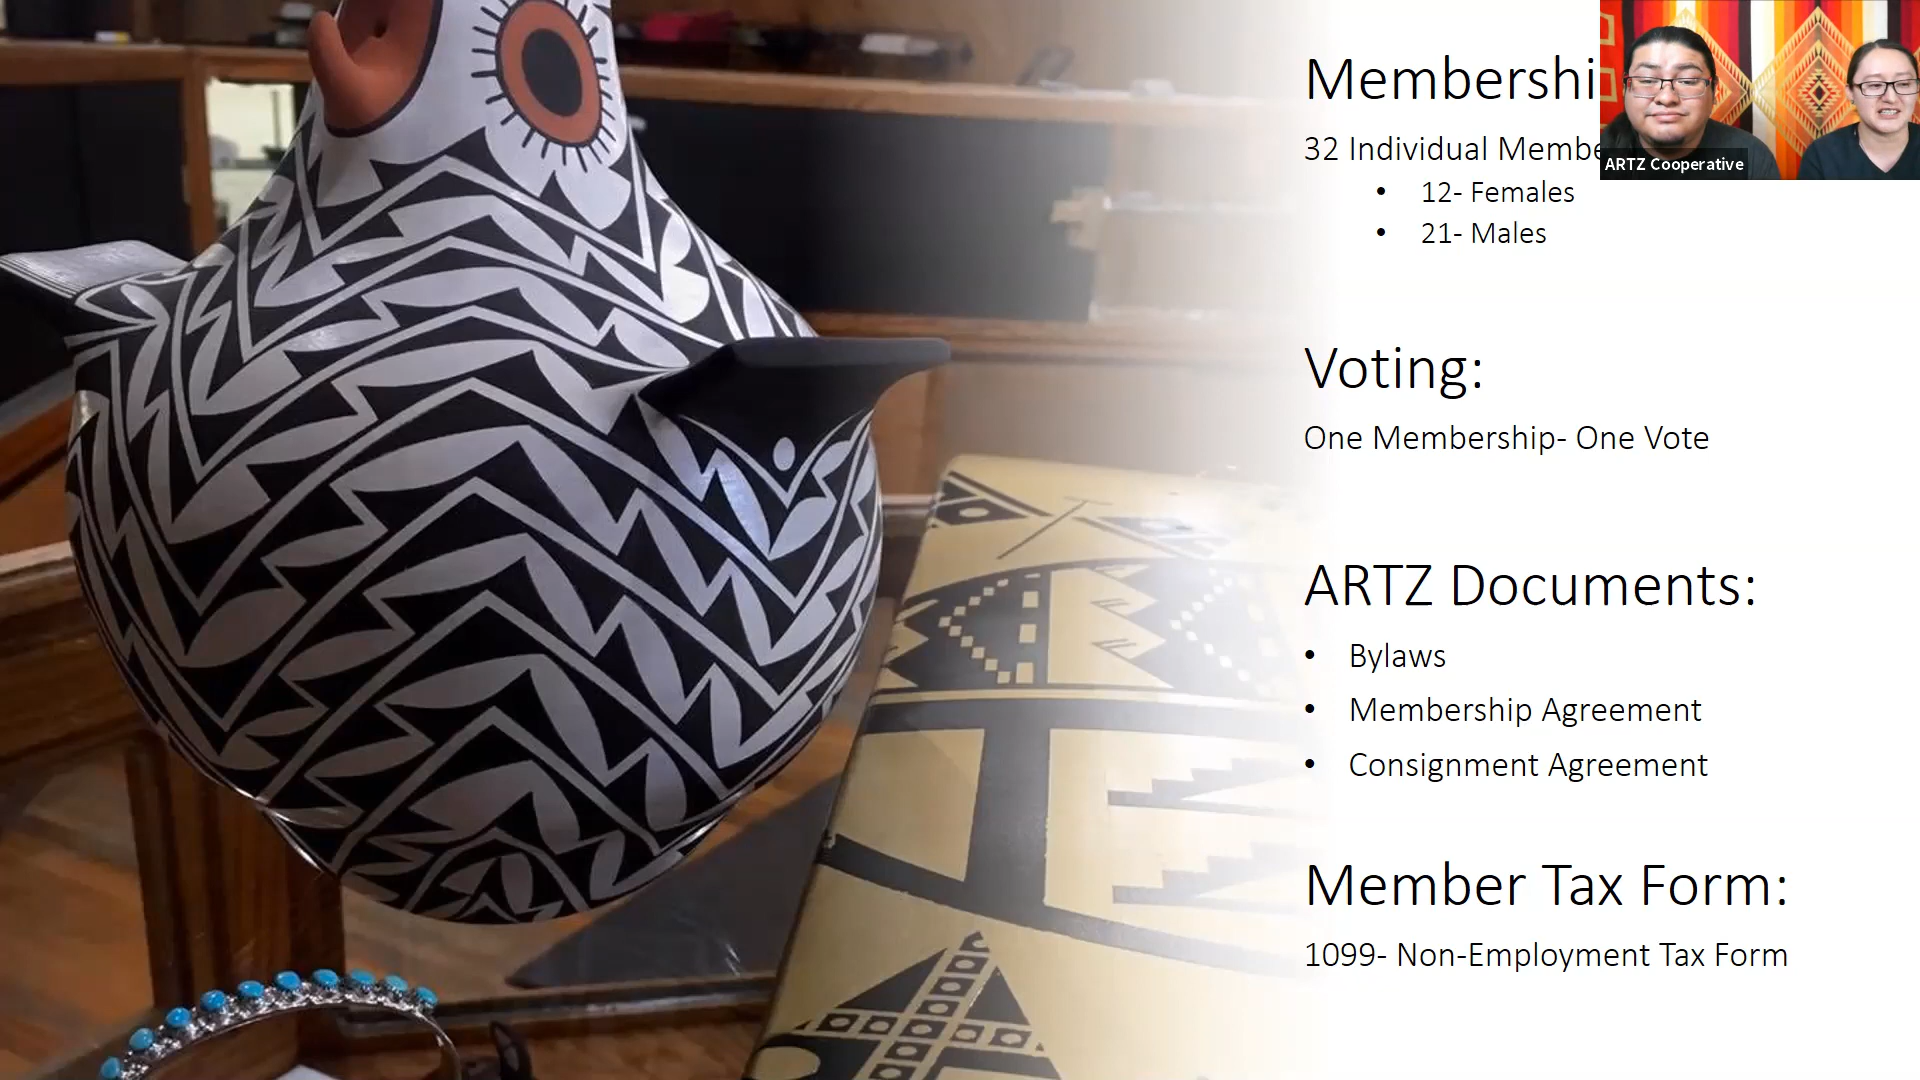 Membershi
32 Individual Membe
• 12- Females
• 21- Males
Voting:
One Membership- One Vote
ARTZ Documents:
• Bylaws
• Membership Agreement
• Consignment Agreement
Member Tax Form:
1099- Non-Employment Tax Form
ARTZ Cooperative